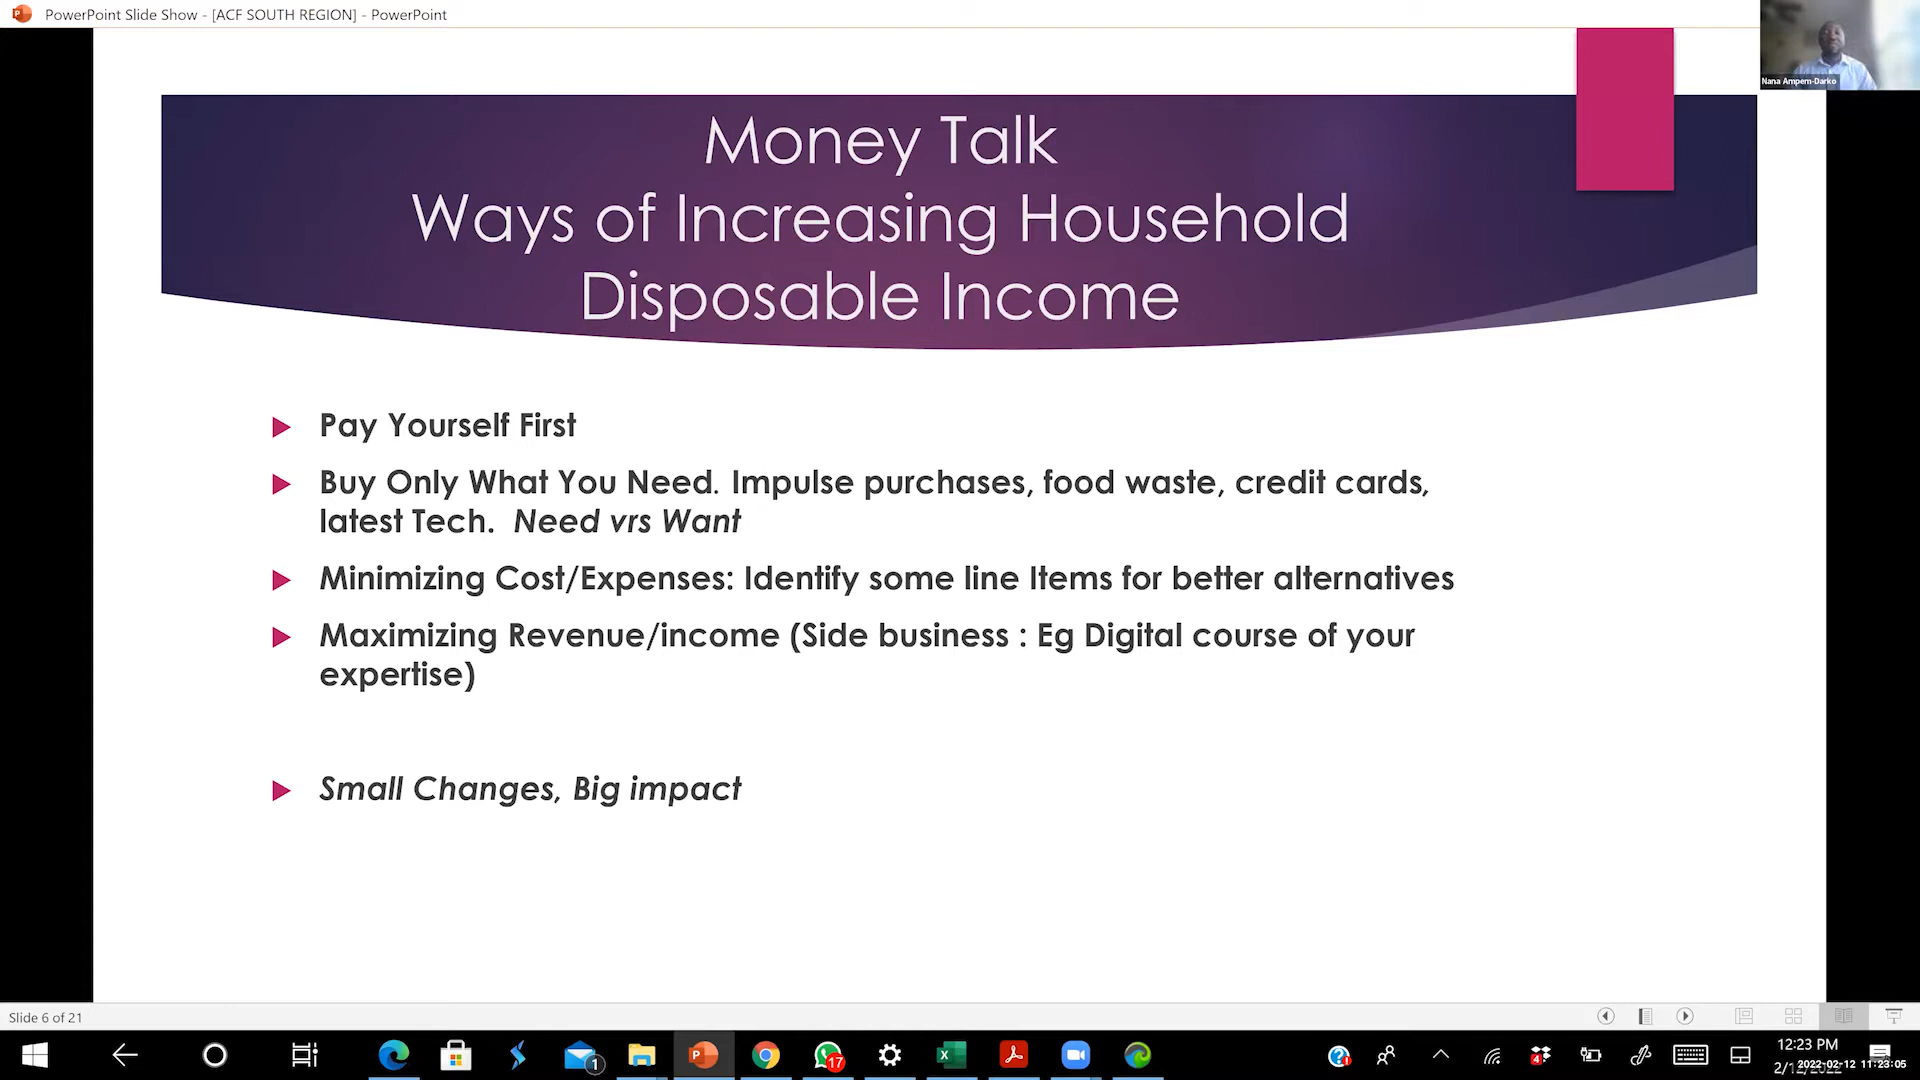 PowerPoint Slide Show - [ACF SOUTH REGION] - PowerPoint
Nana Ampem-Darko
Money Talk
Ways of Increasing Household
Disposable Income
Pay Yourself First
Buy Only What You Need. Impulse purchases, food waste, credit cards,
latest Tech. Need vrs Want
Minimizing Cost/Expenses: Identify some line Items for better alternatives
Maximizing Revenue/income (Side business : Eg Digital course of your
expertise)
Small Changes, Big impact
Slide 6 of 21
1
17
4
12:23 PM
2022-02-12 11:23:05